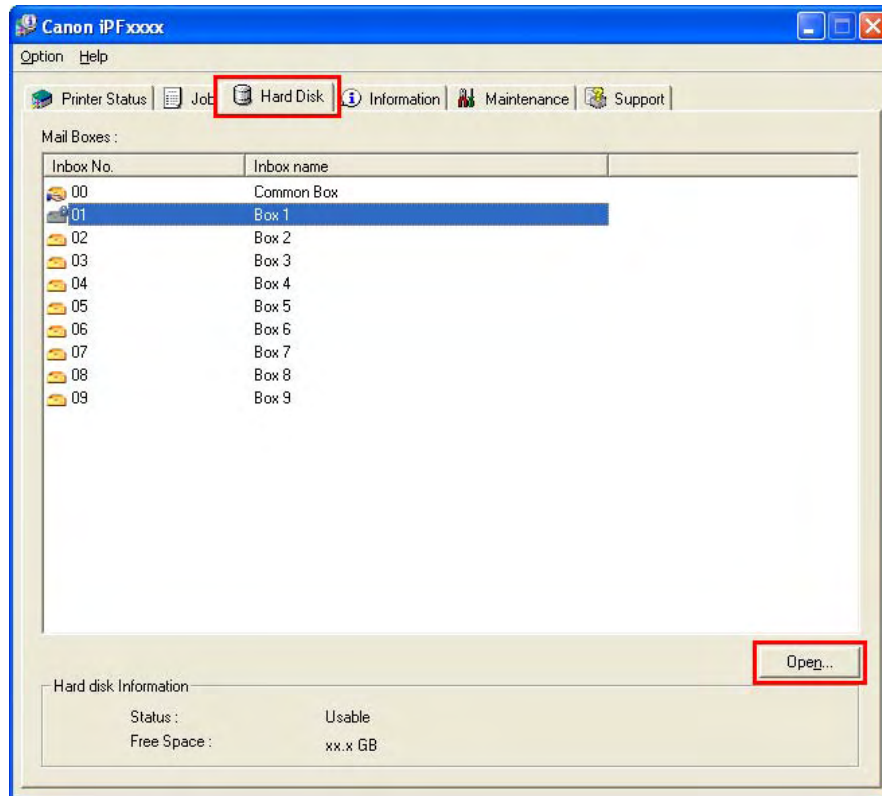 Canon iPFxxxx
Option Help
Printer Status Job Hard Disk Information Maintenance Support
Mail Boxes :
Inbox No. Inbox name
00 Common Box
01 Box 1
02 Box 2
03 Box 3
04 Box 4
05 Box 5
06 Box 6
07 Box 7
08 Box 8
09 Box 9
Open...
Hard disk Information
Status : Usable
Free Space : xx.x GB